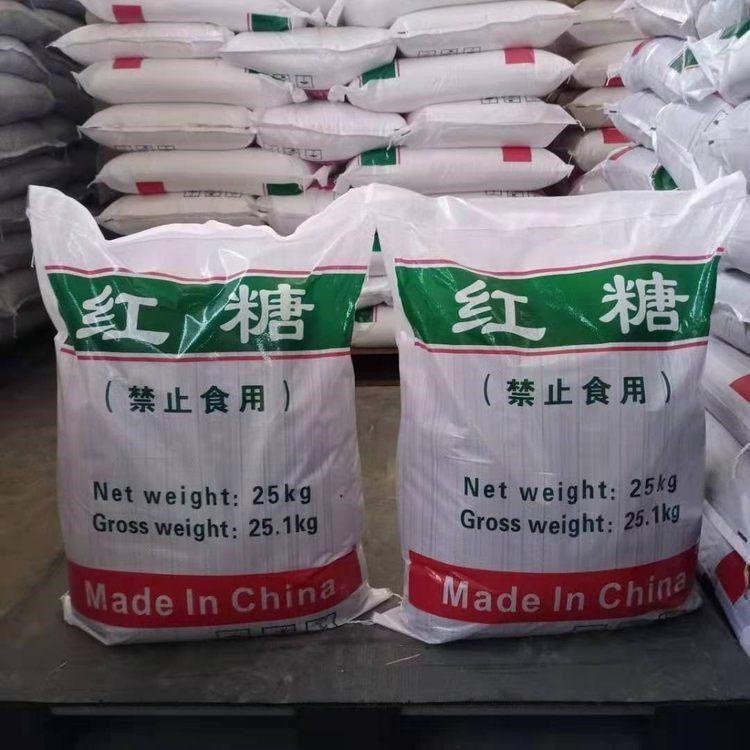 红糖
(禁止食用)
Net weight: 25kg
Gross weight: 25.1kg
Made In China
红糖
(禁止食用)
Net weight: 25kg
Gross weight: 25.1kg
Made In China